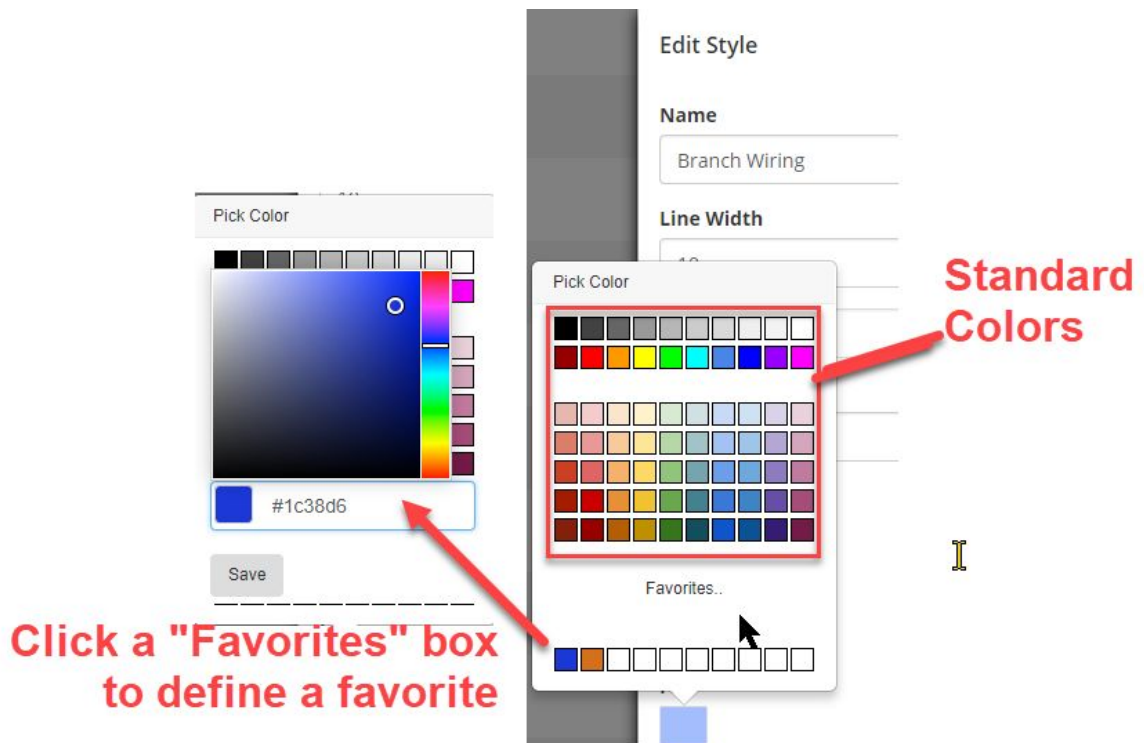 Edit Style
Name
Branch Wiring
Line Width
Pick Color
Pick Color
Standard
Colors
#1c38d6
Save
Favorites..
Click a "Favorites" box
to define a favorite